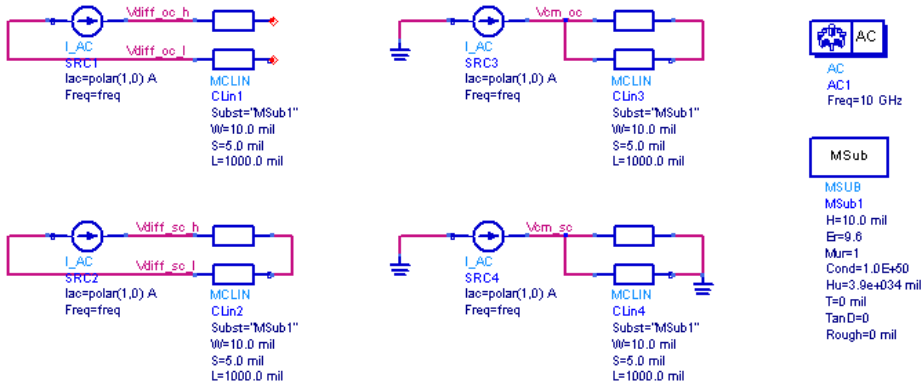 Vdiff_oc_h
Vdiff_oc_l
I_AC
SRC1
Iac=polar(1,0) A
Freq=freq
MCLIN
CLin1
Subst="MSub1"
W=10.0 mil
S=5.0 mil
L=1000.0 mil
Vcm_oc
I_AC
SRC3
Iac=polar(1,0) A
Freq=freq
MCLIN
CLin3
Subst="MSub1"
W=10.0 mil
S=5.0 mil
L=1000.0 mil
AC
AC
AC1
Freq=10 GHz
Vdiff_sc_h
Vdiff_sc_l
I_AC
SRC2
Iac=polar(1,0) A
Freq=freq
MCLIN
CLin2
Subst="MSub1"
W=10.0 mil
S=5.0 mil
L=1000.0 mil
Vcm_sc
I_AC
SRC4
Iac=polar(1,0) A
Freq=freq
MCLIN
CLin4
Subst="MSub1"
W=10.0 mil
S=5.0 mil
L=1000.0 mil
MSub
MSUB
MSub1
H=10.0 mil
Er=9.6
Mur=1
Cond=1.0E+50
Hu=3.9e+034 mil
T=0 mil
TanD=0
Rough=0 mil